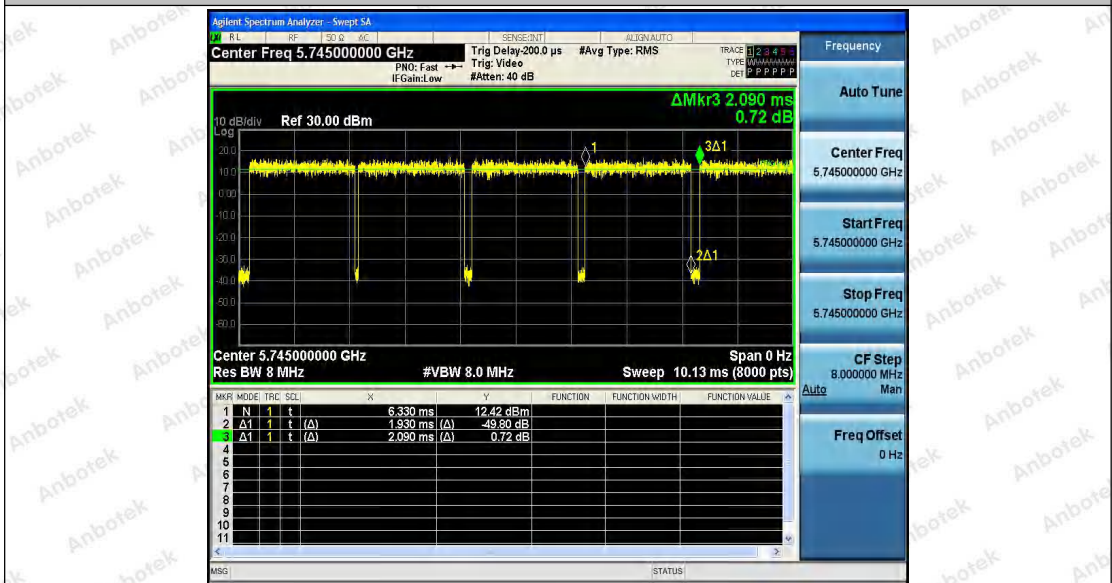 Agilent Spectrum Analyzer - Swept SA
RL RF 50 Ω AC SENSE:INT ALIGNAUTO
Center Freq 5.745000000 GHz
PNO: Fast
IFGain:Low
Trig Delay-200.0 µs
Trig: Video
#Atten: 40 dB
#Avg Type: RMS
TRACE 1 2 3 4 5 6
TYPE WWWWWW
DET P P P P P P
ΔMkr3 2.090 ms
0.72 dB
10 dB/div Ref 30.00 dBm
Log
20.0
10.0
0.00
-10.0
-20.0
-30.0
-40.0
-50.0
-60.0
1
3Δ1
2Δ1
Center 5.745000000 GHz Span 0 Hz
Res BW 8 MHz #VBW 8.0 MHz Sweep 10.13 ms (8000 pts)
MKR MODE TRC SCL X Y FUNCTION FUNCTION WIDTH FUNCTION VALUE
1 N 1 t 6.330 ms 12.42 dBm
2 Δ1 1 t (Δ) 1.930 ms (Δ) -49.80 dB
3 Δ1 1 t (Δ) 2.090 ms (Δ) 0.72 dB
4
5
6
7
8
9
10
11
MSG STATUS
Frequency
Auto Tune
Center Freq
5.745000000 GHz
Start Freq
5.745000000 GHz
Stop Freq
5.745000000 GHz
CF Step
8.000000 MHz
Auto Man
Freq Offset
0 Hz
Anbotek